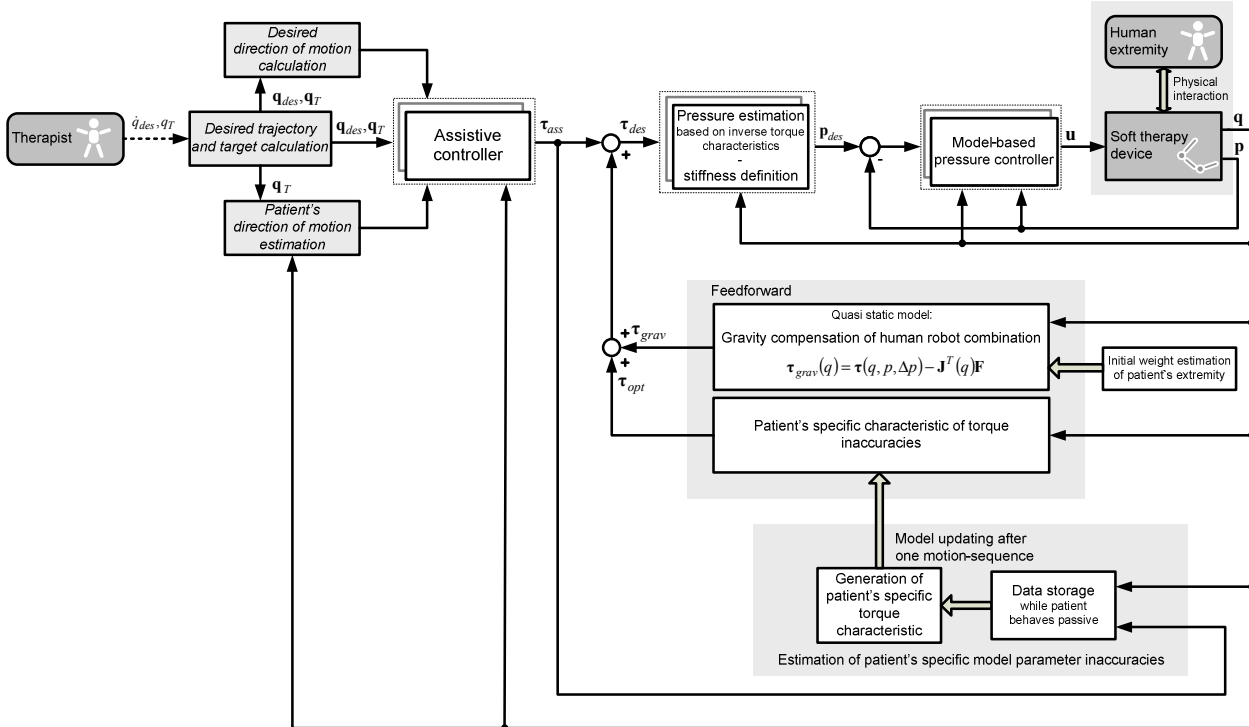 Desired
direction of motion
calculation
Human
extremity
Physical
interaction
Therapist
q̇des, qT
qdes, qT
Desired trajectory
and target calculation
qdes, qT
qT
Patient's
direction of motion
estimation
Assistive
controller
τass
τdes
+
Pressure estimation
based on inverse torque
characteristics
-
stiffness definition
pdes
-
Model-based
pressure controller
u
Soft therapy
device
q
p
Feedforward
Quasi static model:
Gravity compensation of human robot combination
τgrav(q) = τ(q, p, Δp) − J^T(q)F
+ τgrav
+
τopt
Initial weight estimation
of patient`s extremity
Patient’s specific characteristic of torque
inaccuracies
Model updating after
one motion-sequence
Generation of
patient’s specific
torque
characteristic
Data storage
while patient
behaves passive
Estimation of patient’s specific model parameter inaccuracies